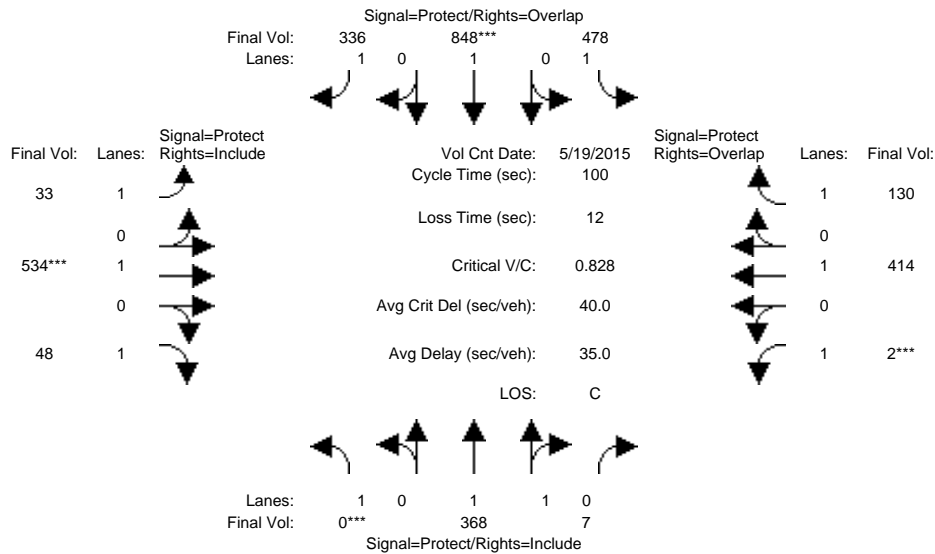 Signal=Protect/Rights=Overlap
Final Vol: 336 848*** 478
Lanes: 1 0 1 0 1
Signal=Protect Signal=Protect
Final Vol: Lanes: Rights=Include Vol Cnt Date: 5/19/2015 Rights=Overlap Lanes: Final Vol:
Cycle Time (sec): 100
33 1 1 130
Loss Time (sec): 12
0 0
534*** 1 Critical V/C: 0.828 1 414
0 Avg Crit Del (sec/veh): 40.0 0
48 1 Avg Delay (sec/veh): 35.0 1 2***
LOS: C
Lanes: 1 0 1 1 0
Final Vol: 0*** 368 7
Signal=Protect/Rights=Include